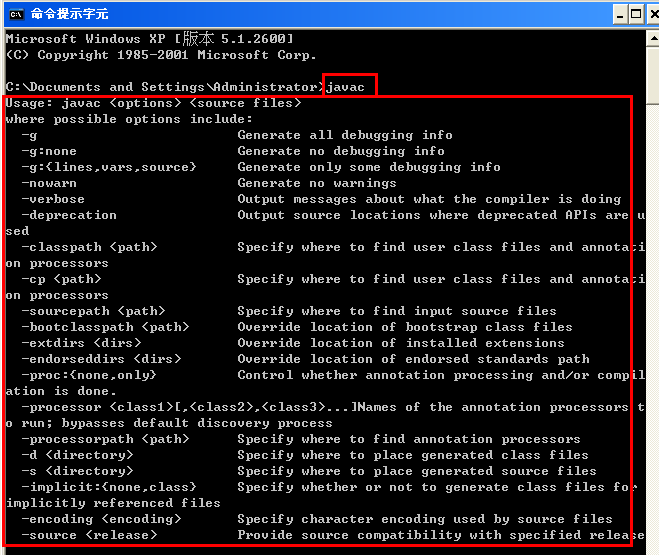 命令提示字元
Microsoft Windows XP [版本 5.1.2600]
(C) Copyright 1985-2001 Microsoft Corp.
C:\Documents and Settings\Administrator>javac
Usage: javac <options> <source files>
where possible options include:
-g Generate all debugging info
-g:none Generate no debugging info
-g:{lines,vars,source} Generate only some debugging info
-nowarn Generate no warnings
-verbose Output messages about what the compiler is doing
-deprecation Output source locations where deprecated APIs are u
sed
-classpath <path> Specify where to find user class files and annotati
on processors
-cp <path> Specify where to find user class files and annotati
on processors
-sourcepath <path> Specify where to find input source files
-bootclasspath <path> Override location of bootstrap class files
-extdirs <dirs> Override location of installed extensions
-endorseddirs <dirs> Override location of endorsed standards path
-proc:{none,only} Control whether annotation processing and/or compil
ation is done.
-processor <class1>[,<class2>,<class3>...]Names of the annotation processors t
o run; bypasses default discovery process
-processorpath <path> Specify where to find annotation processors
-d <directory> Specify where to place generated class files
-s <directory> Specify where to place generated source files
-implicit:{none,class} Specify whether or not to generate class files for
implicitly referenced files
-encoding <encoding> Specify character encoding used by source files
-source <release> Provide source compatibility with specified release